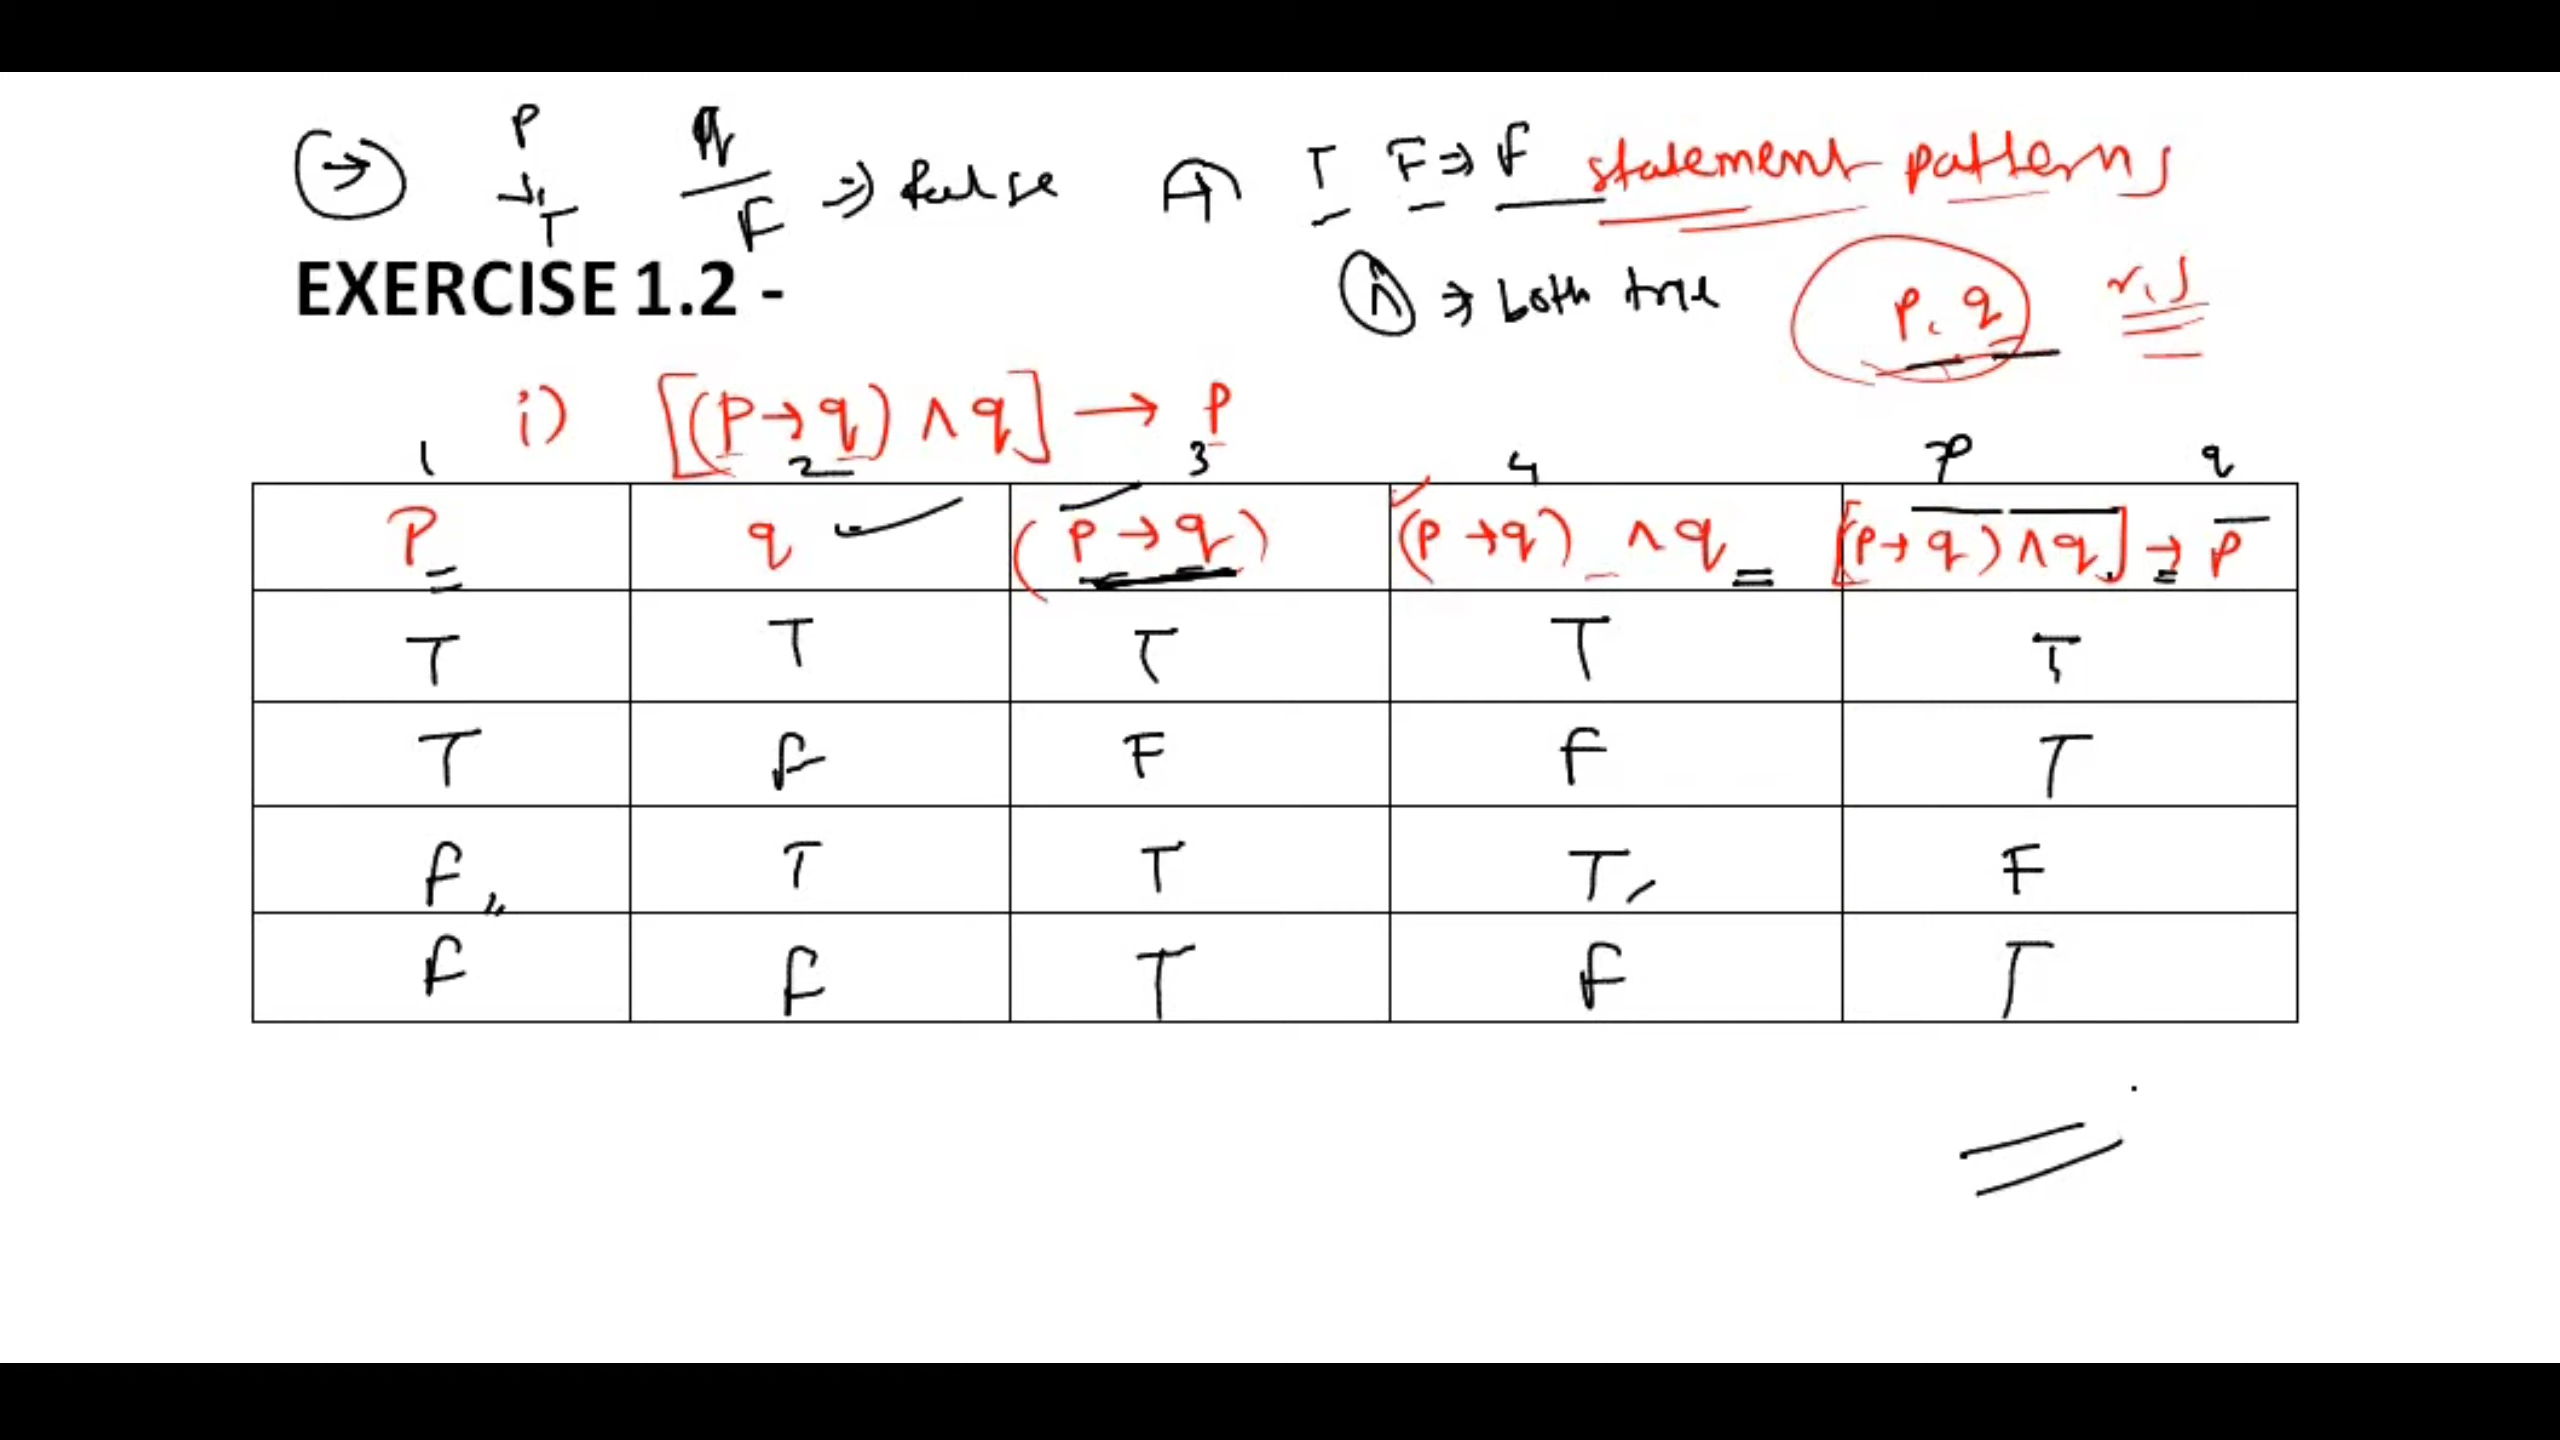 → p → T q F ⇒ false → T F ⇒ F statement patterns
EXERCISE 1.2 - ∧ ⇒ both true p, q r, s
i) [(p→q) ∧ q] → p
1 2 3 4 p q
p q (p → q) (p → q) ∧ q = [(p→q) ∧ q] → p
T T T T T
T F F F T
F T T T F
F F T F T